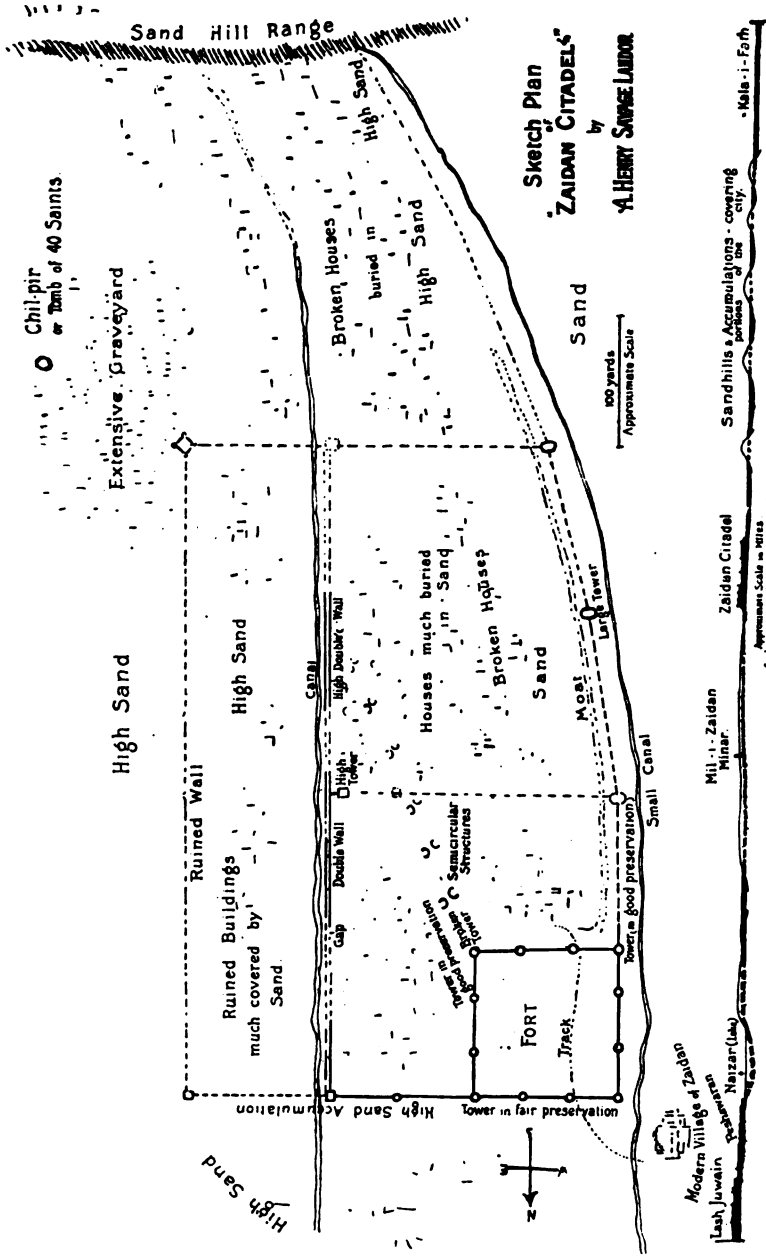 Sand Hill Range
High Sand
Sketch Plan
of
"ZAIDAN CITADEL"
by
A. HENRY SAVAGE LANDOR
Kala-i-Fath
Chil-pir
or Tomb of 40 Saints
Extensive Graveyard
Broken Houses
buried in
High Sand
Sand
100 yards
Approximate Scale
Sandhills & Accumulations - covering
portions of the
city.
High Sand
High Sand
Canal
High Double Wall
Houses much buried
in Sand
Broken Houses
Sand
Moat
Large Tower
Zaidan Citadel
Approximate Scale in Miles
Ruined Wall
High
Tower
Small Canal
Mil-i-Zaidan
Minar.
Ruined Buildings
much covered by
Sand
Gap
Double Wall
Semicircular
Structures
Tower in
good preservation
Broken
Tower
Tower in good preservation
FORT
Track
High Sand Accumulation
Tower in fair preservation
High Sand
High
N
Modern Village of Zaidan
Lash Juwain
Peshawaran
Naizar (Lake)